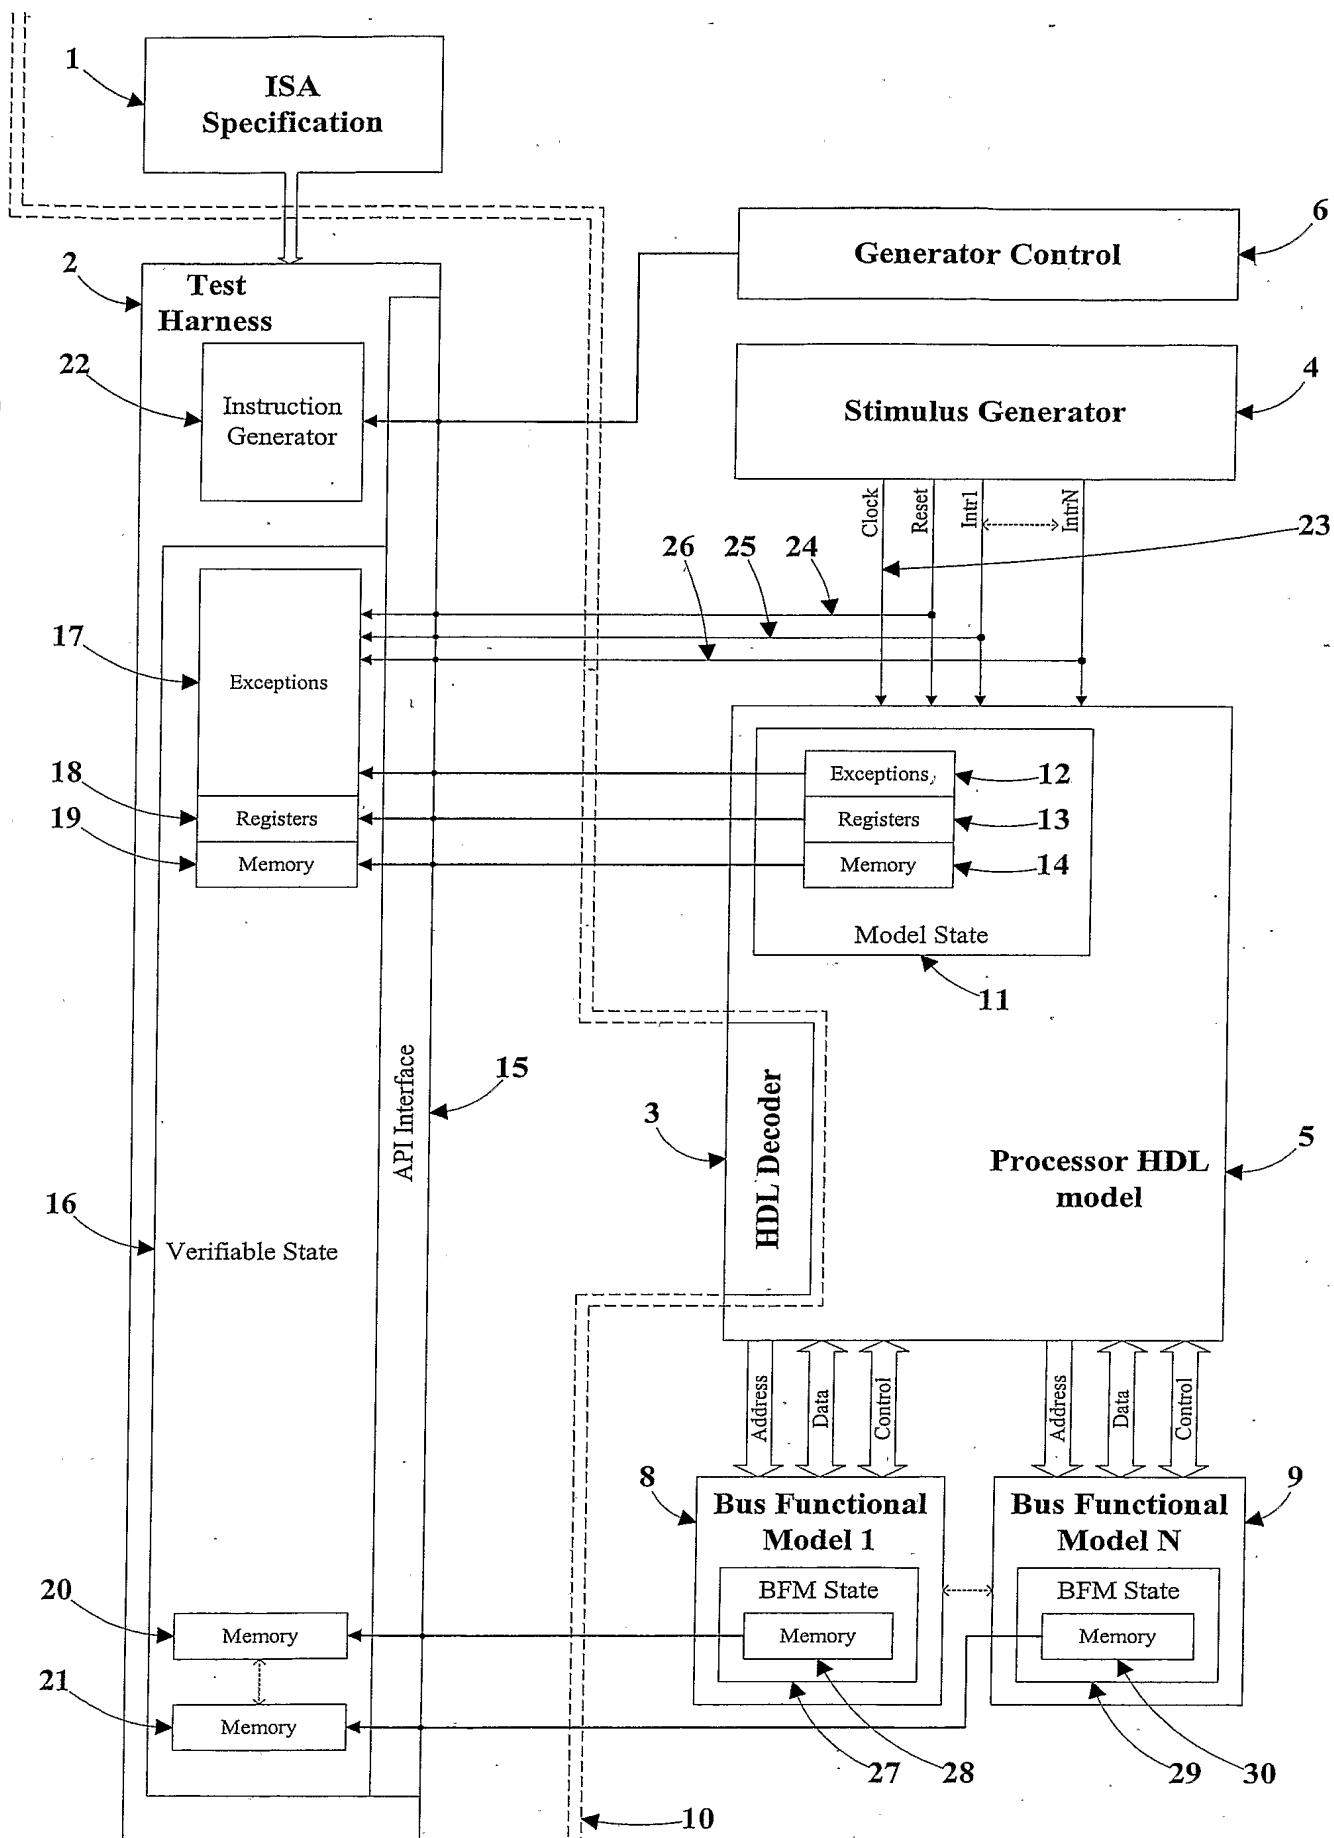 1
ISA
Specification
6
Generator Control
2
Test
Harness
22
Instruction
Generator
4
Stimulus Generator
Clock
Reset
Intr1
IntrN
23
26
25
24
17
Exceptions
18
Registers
19
Memory
Exceptions
12
Registers
13
Memory
14
Model State
11
API Interface
15
3
HDL Decoder
5
Processor HDL
model
16
Verifiable State
Address
Data
Control
Address
Data
Control
8
Bus Functional
Model 1
BFM State
Memory
9
Bus Functional
Model N
BFM State
Memory
20
Memory
21
Memory
27
28
29
30
10